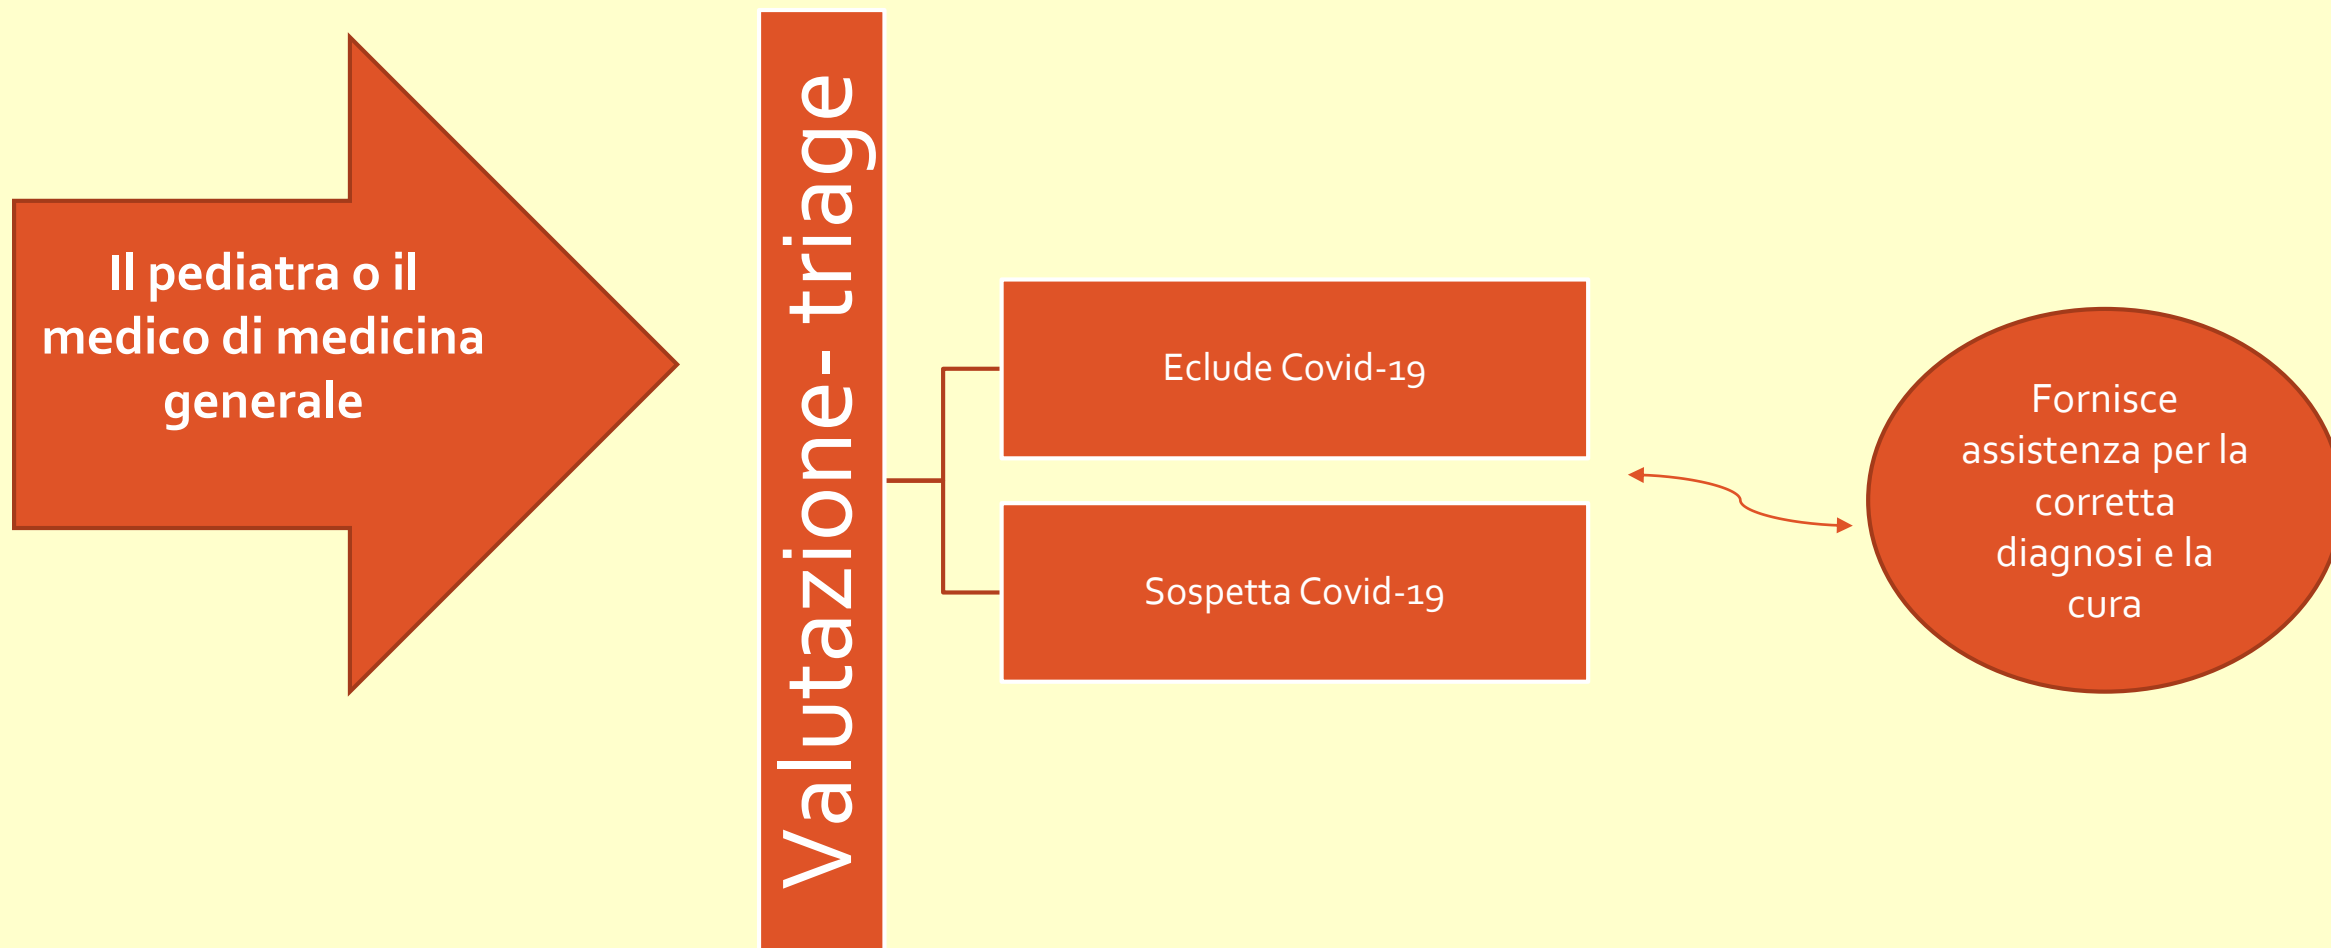 Il pediatra o il
medico di medicina
generale
Valutazione- triage
Eclude Covid-19
Sospetta Covid-19
Fornisce
assistenza per la
corretta
diagnosi e la
cura